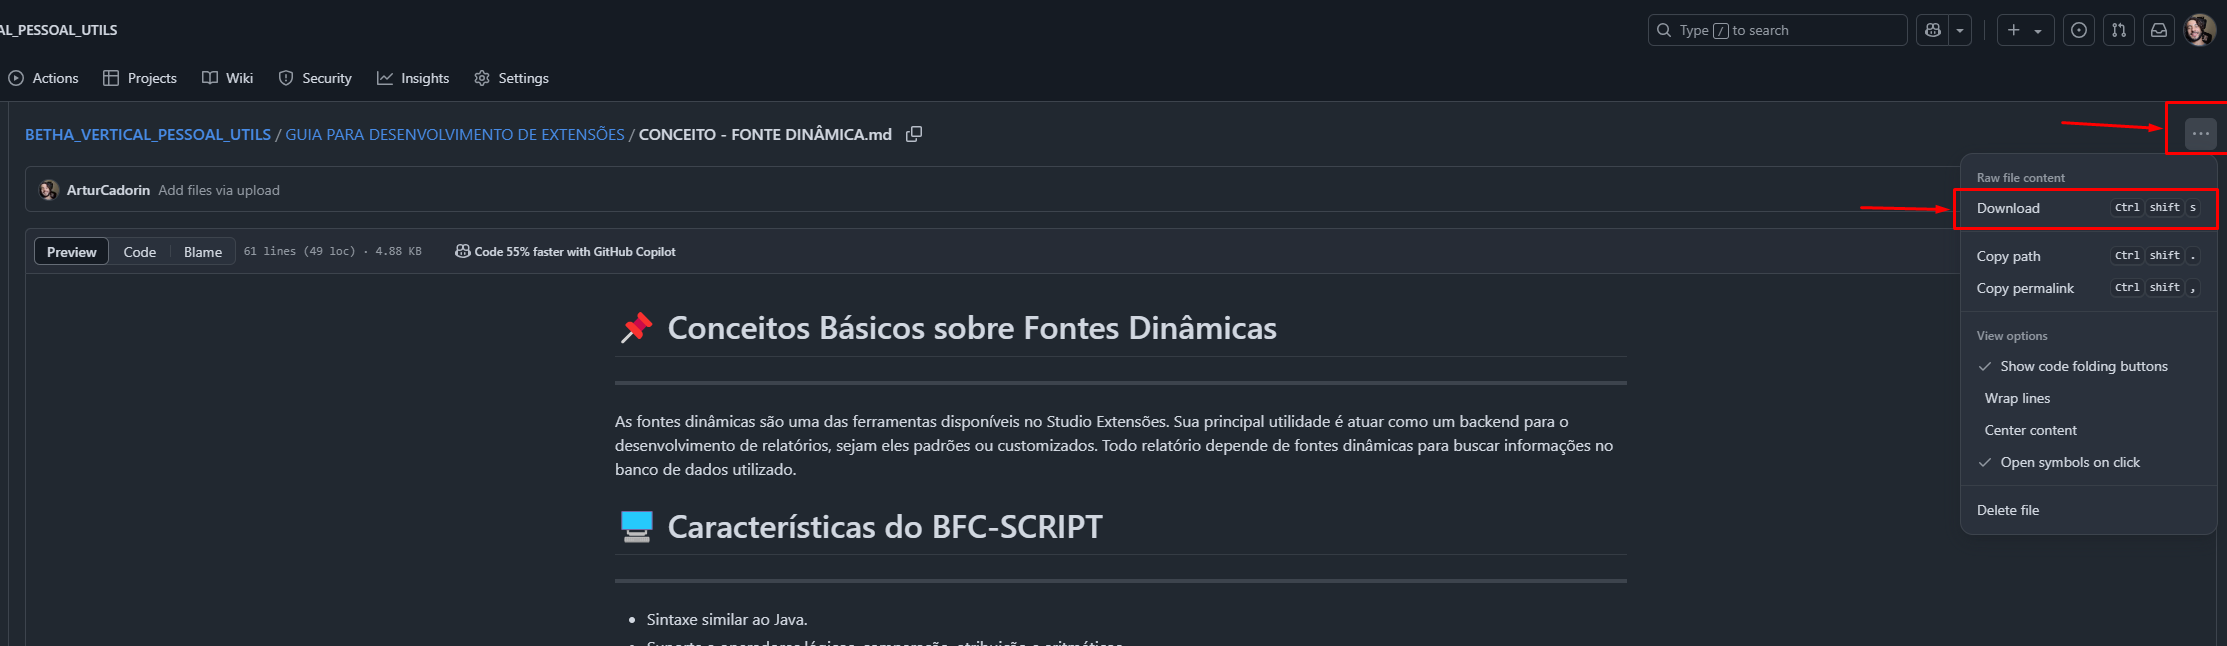 AL_PESSOAL_UTILS
Type / to search
Actions
Projects
Wiki
Security
Insights
Settings
BETHA_VERTICAL_PESSOAL_UTILS / GUIA PARA DESENVOLVIMENTO DE EXTENSÕES / CONCEITO - FONTE DINÂMICA.md
ArturCadorin Add files via upload
Preview
Code
Blame
61 lines (49 loc) · 4.88 KB
Code 55% faster with GitHub Copilot
Raw file content
Download Ctrl shift s
Copy path Ctrl shift .
Copy permalink Ctrl shift ,
View options
Show code folding buttons
Wrap lines
Center content
Open symbols on click
Delete file
Conceitos Básicos sobre Fontes Dinâmicas
As fontes dinâmicas são uma das ferramentas disponíveis no Studio Extensões. Sua principal utilidade é atuar como um backend para o
desenvolvimento de relatórios, sejam eles padrões ou customizados. Todo relatório depende de fontes dinâmicas para buscar informações no
banco de dados utilizado.
Características do BFC-SCRIPT
Sintaxe similar ao Java.
Suporte a operadores lógicos, comparação, atribuição e aritméticos